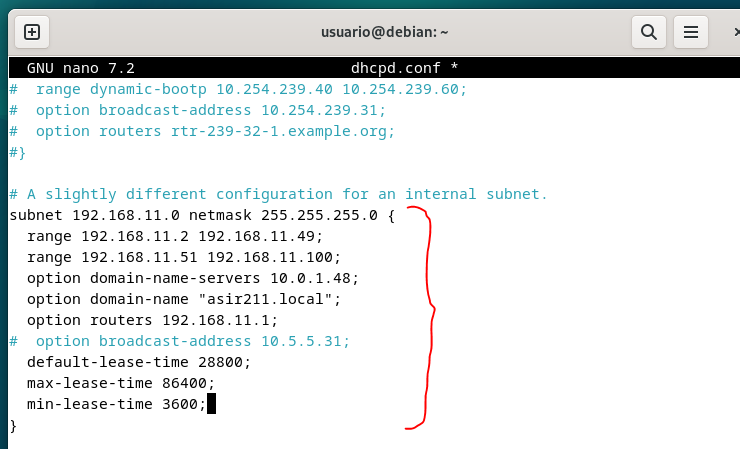 usuario@debian: ~
GNU nano 7.2 dhcpd.conf *
#  range dynamic-bootp 10.254.239.40 10.254.239.60;
#  option broadcast-address 10.254.239.31;
#  option routers rtr-239-32-1.example.org;
#}
# A slightly different configuration for an internal subnet.
subnet 192.168.11.0 netmask 255.255.255.0 {
  range 192.168.11.2 192.168.11.49;
  range 192.168.11.51 192.168.11.100;
  option domain-name-servers 10.0.1.48;
  option domain-name "asir211.local";
  option routers 192.168.11.1;
#  option broadcast-address 10.5.5.31;
  default-lease-time 28800;
  max-lease-time 86400;
  min-lease-time 3600;
}